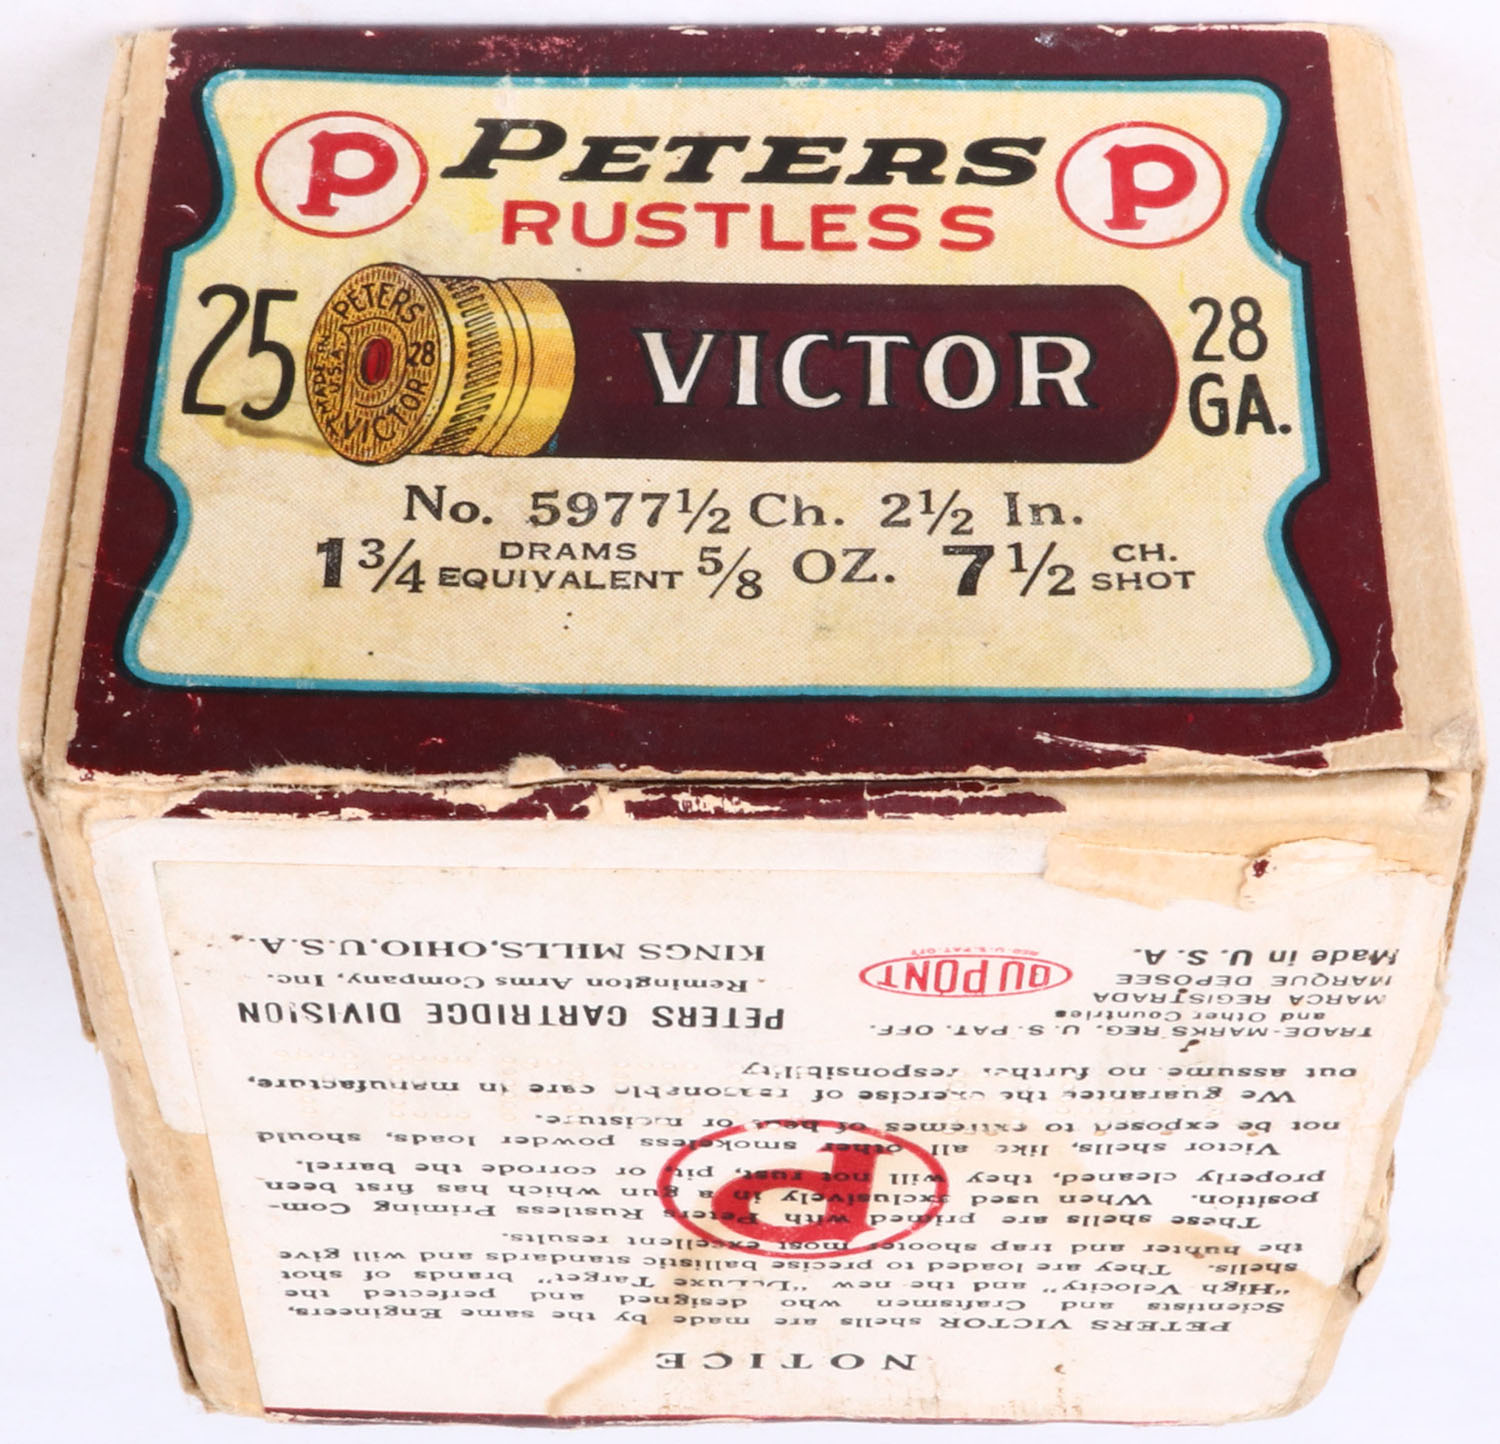 P PETERS P
RUSTLESS
25
PETERS
MADE IN
U.S.A.
28
VICTOR
VICTOR
28
GA.
No. 5977½ Ch. 2½ In.
1¾ DRAMS EQUIVALENT ⅝ OZ. 7½ CH. SHOT
NOTICE
PETERS VICTOR shells are made by the same Engineers,
Scientists and Craftsmen who designed and perfected the
"High Velocity" and the new "DeLuxe Target" brands of shot
shells. They are loaded to precise ballistic standards and will give
the hunter and trap shooter most excellent results.
These shells are primed with Peters Rustless Priming Com-
position. When used exclusively in a gun which has first been
properly cleaned, they will not rust, pit, or corrode the barrel.
Victor shells, like all other smokeless powder loads, should
not be exposed to extremes of heat or moisture.
We guarantee the exercise of reasonable care in manufacture,
but assume no further responsibility
P
TRADE-MARKS REG. U.S. PAT. OFF.
and Other Countries
MARCA REGISTRADA
MARQUE DEPOSEE
Made in U.S.A.
DU PONT
REG. U.S. PAT. OFF.
PETERS CARTRIDGE DIVISION
Remington Arms Company, Inc.
KINGS MILLS, OHIO, U.S.A.